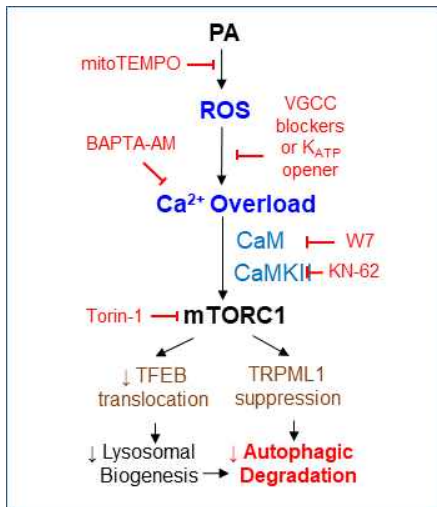 PA
mitoTEMPO
ROS
VGCC
blockers
or K_ATP
opener
BAPTA-AM
Ca²⁺ Overload
CaM
W7
CaMKII
KN-62
Torin-1
mTORC1
↓ TFEB
translocation
TRPML1
suppression
↓ Lysosomal
Biogenesis
↓ Autophagic
Degradation